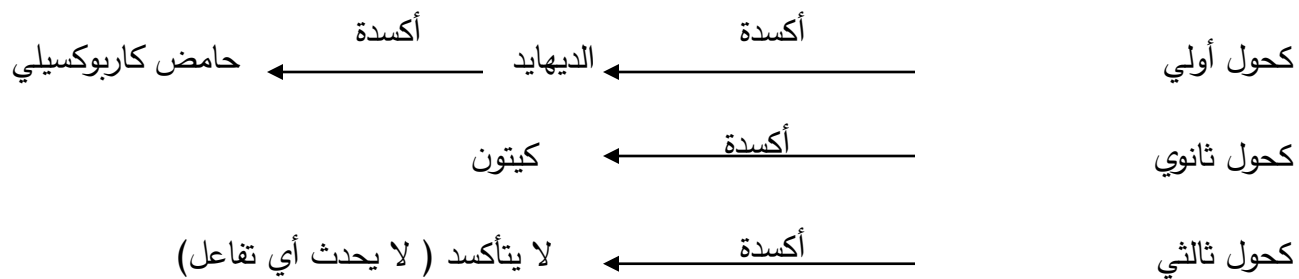 كحول أولي أكسدة الديهايد أكسدة حامض كاربوكسيلي
كحول ثانوي أكسدة كيتون
كحول ثالثي أكسدة لا يتأكسد ( لا يحدث أي تفاعل)